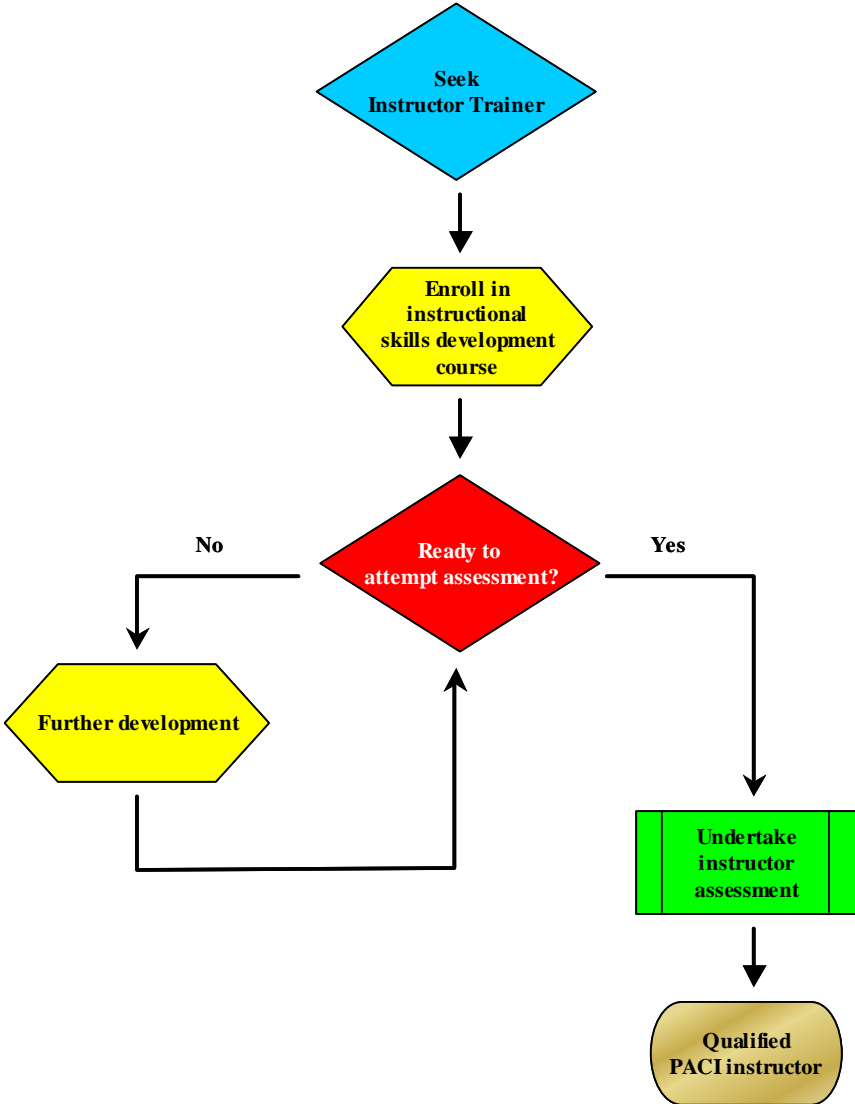 Seek
Instructor Trainer
Enroll in
instructional
skills development
course
No
Yes
Ready to
attempt assessment?
Further development
Undertake
instructor
assessment
Qualified
PACI instructor